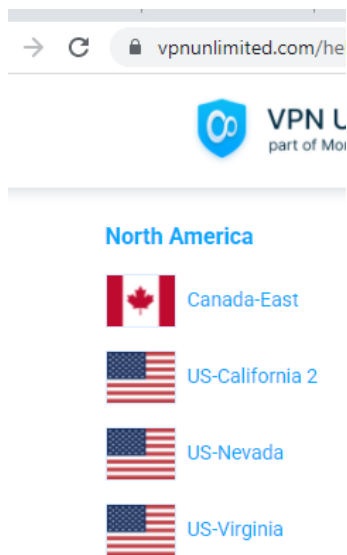 vpnunlimited.com/he
VPN U
part of Mo
North America
Canada-East
US-California 2
US-Nevada
US-Virginia